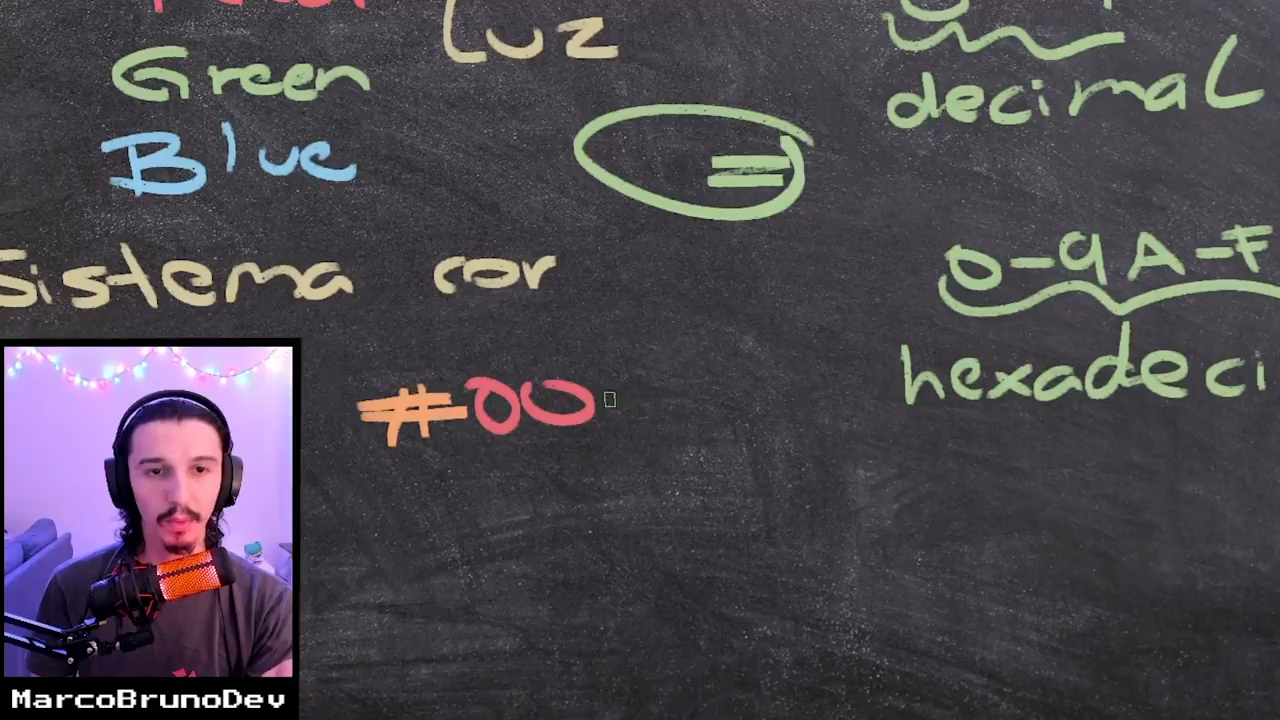 Luz
Green
Blue
=
decimal
Sistema cor
0-9 A-F
hexadeci
#00
MarcoBrunoDev